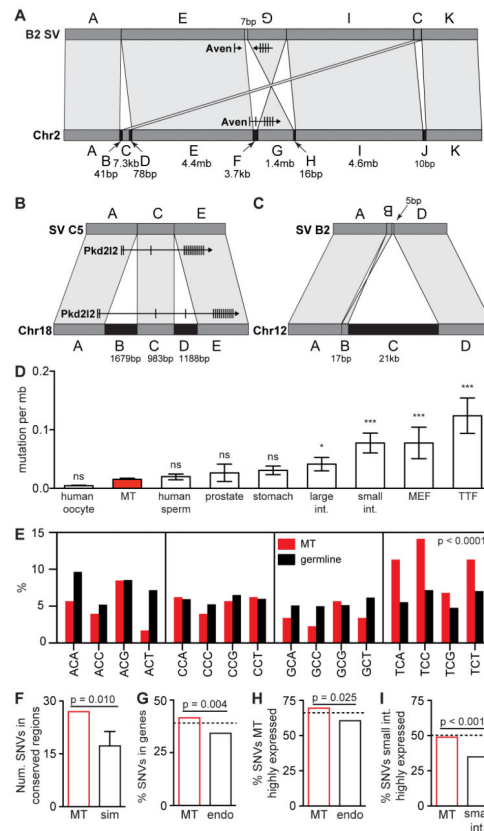 A
A E 7bp G I C K
B2 SV
Aven
Aven
Chr2
A B C D E F G H I J K
41bp 7.3kb 78bp 4.4mb 3.7kb 1.4mb 16bp 4.6mb 10bp
B
A C E
SV C5
Pkd2l2
Pkd2l2
Chr18
A B C D E
1679bp 983bp 1188bp
C
A B 5bp D
SV B2
Chr12
A B C D
17bp 21kb
D
mutation per mb
0.2
0.1
0.0
ns ns ns ns * *** *** ***
human oocyte MT human sperm prostate stomach large int. small int. MEF TTF
E
%
15
10
5
0
MT
germline
p < 0.0001
ACA ACC ACG ACT CCA CCC CCG CCT GCA GCC GCG GCT TCA TCC TCG TCT
F
Num. SNVs in conserved regions
30
15
0
p = 0.010
MT sim
G
% SNVs in genes
50
25
0
p = 0.004
MT endo
H
% SNVs MT highly expressed
75
50
25
0
p = 0.025
MT endo
I
% SNVs small int. highly expressed
50
25
0
p < 0.001
MT small int.